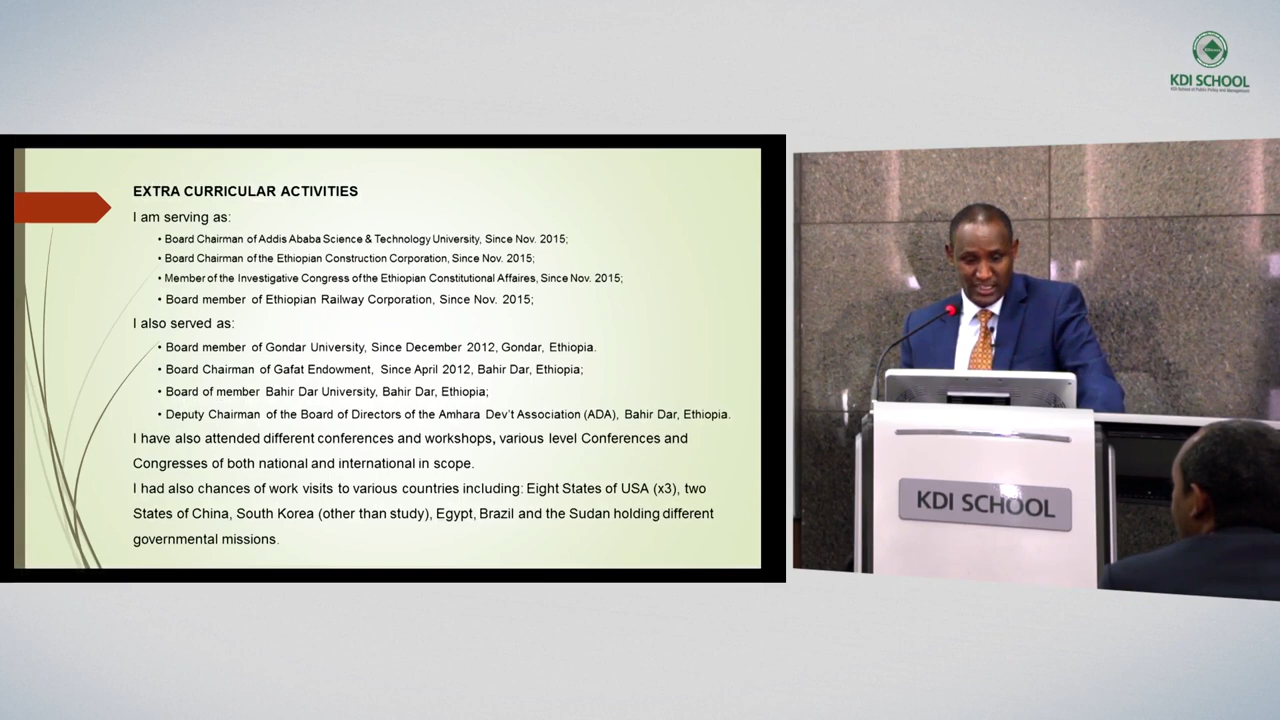 KDI SCHOOL
KDI School of Public Policy and Management
EXTRA CURRICULAR ACTIVITIES
I am serving as:
• Board Chairman of Addis Ababa Science & Technology University, Since Nov. 2015;
• Board Chairman of the Ethiopian Construction Corporation, Since Nov. 2015;
• Member of the Investigative Congress of the Ethiopian Constitutional Affaires, Since Nov. 2015;
• Board member of Ethiopian Railway Corporation, Since Nov. 2015;
I also served as:
• Board member of Gondar University, Since December 2012, Gondar, Ethiopia.
• Board Chairman of Gafat Endowment, Since April 2012, Bahir Dar, Ethiopia;
• Board of member Bahir Dar University, Bahir Dar, Ethiopia;
• Deputy Chairman of the Board of Directors of the Amhara Dev't Association (ADA), Bahir Dar, Ethiopia.
I have also attended different conferences and workshops, various level Conferences and
Congresses of both national and international in scope.
I had also chances of work visits to various countries including: Eight States of USA (x3), two
States of China, South Korea (other than study), Egypt, Brazil and the Sudan holding different
governmental missions.
KDI SCHOOL